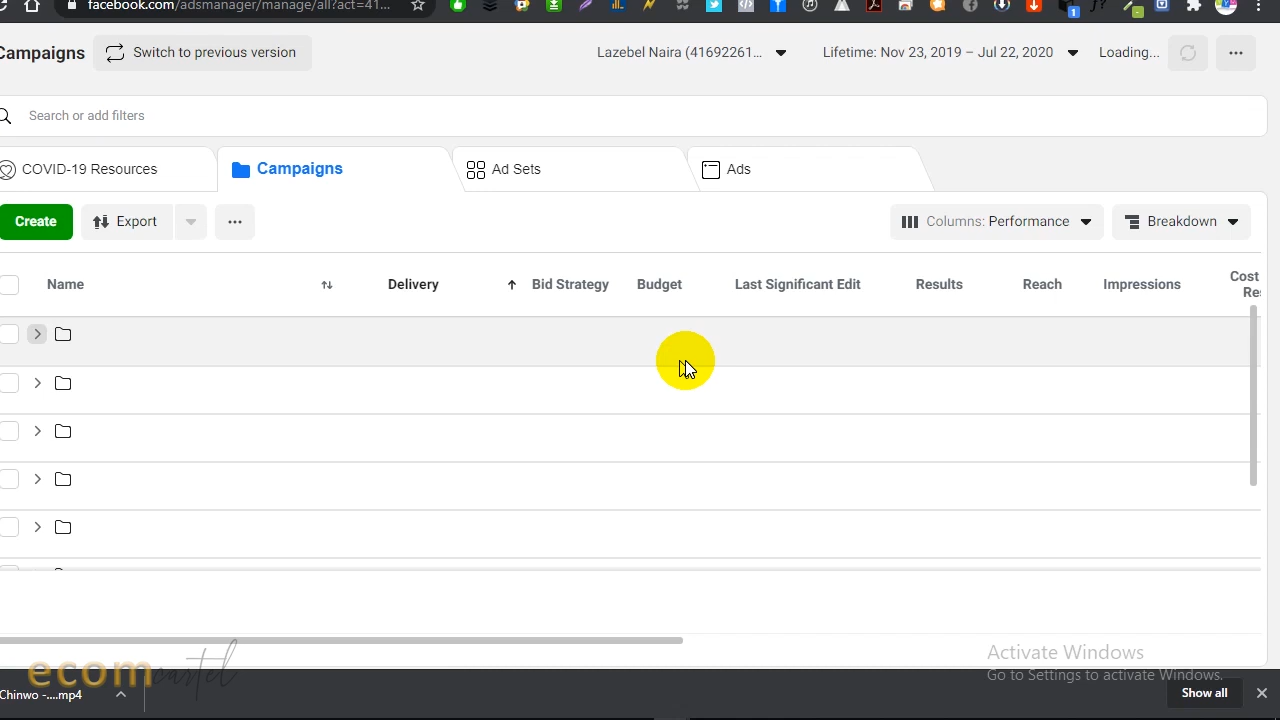 facebook.com/adsmanager/manage/all?act=41...
Campaigns
Switch to previous version
Lazebel Naira (41692261...
Lifetime: Nov 23, 2019 – Jul 22, 2020
Loading...
Search or add filters
COVID-19 Resources
Campaigns
Ad Sets
Ads
Create
Export
Columns: Performance
Breakdown
Name
Delivery
Bid Strategy
Budget
Last Significant Edit
Results
Reach
Impressions
Cost
Res
ecomcastel
Activate Windows
Go to Settings to activate Windows.
Chinwo -....mp4
Show all